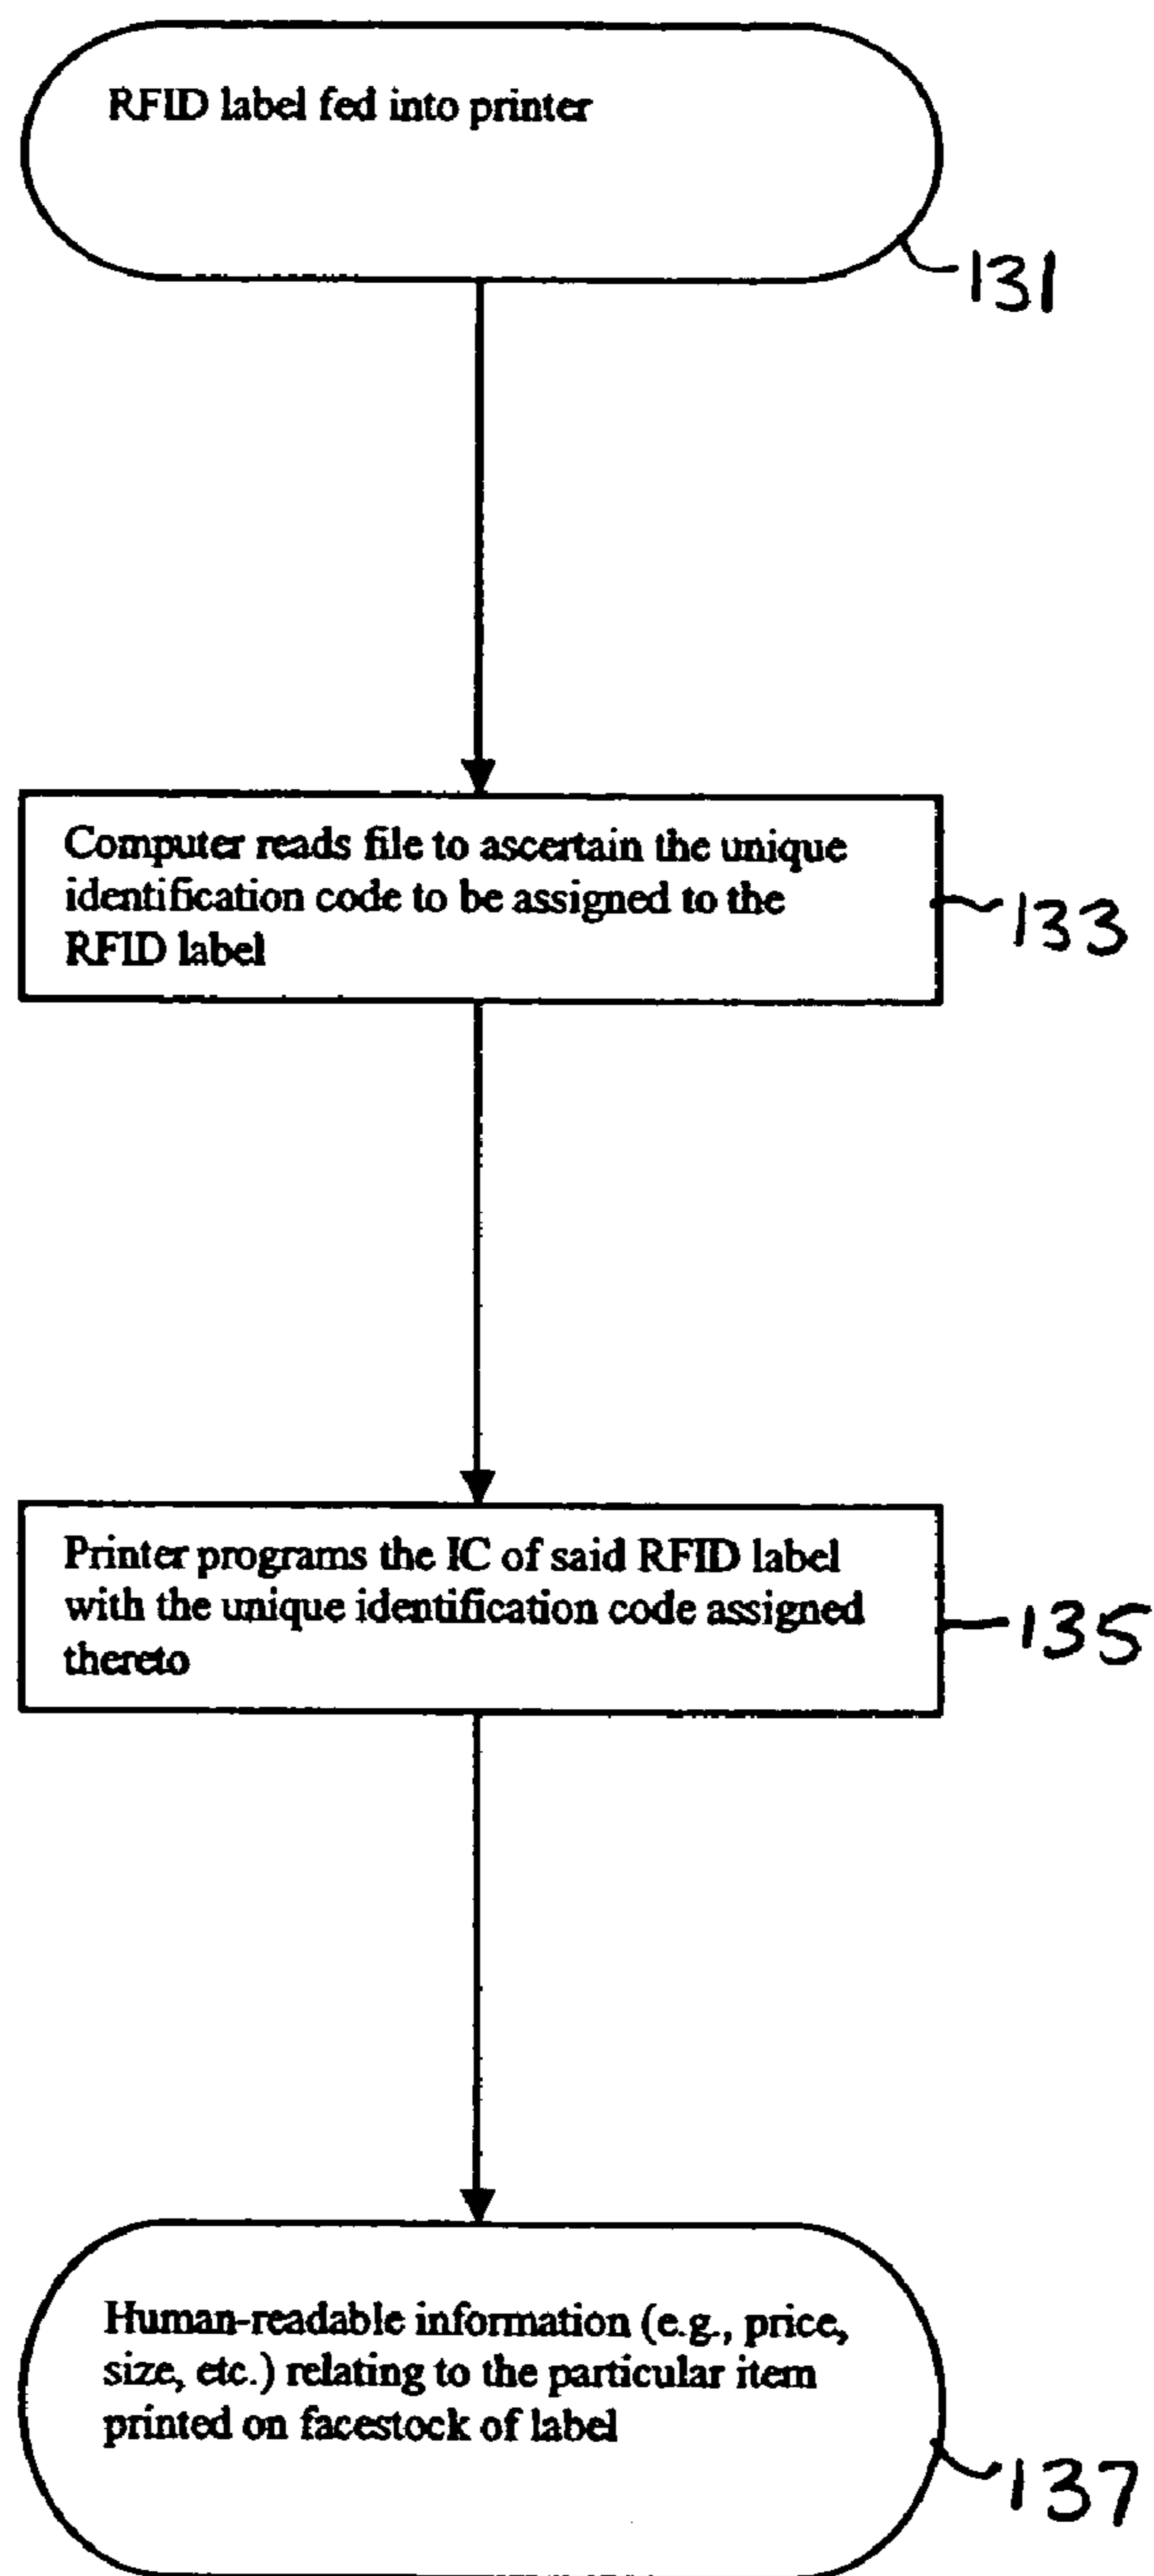 RFID label fed into printer
131
Computer reads file to ascertain the unique
identification code to be assigned to the
RFID label
133
Printer programs the IC of said RFID label
with the unique identification code assigned
thereto
135
Human-readable information (e.g., price,
size, etc.) relating to the particular item
printed on facestock of label
137